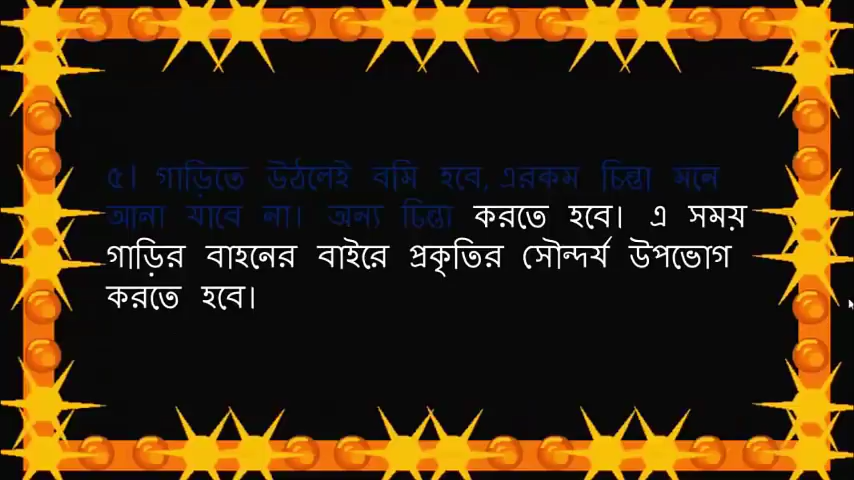 ৫। গাড়িতে উঠলেই বমি হবে, এরকম চিন্তা মনে
আনা যাবে না। অন্য চিন্তা করতে হবে। এ সময়
গাড়ির বাহনের বাইরে প্রকৃতির সৌন্দর্য উপভোগ
করতে হবে।